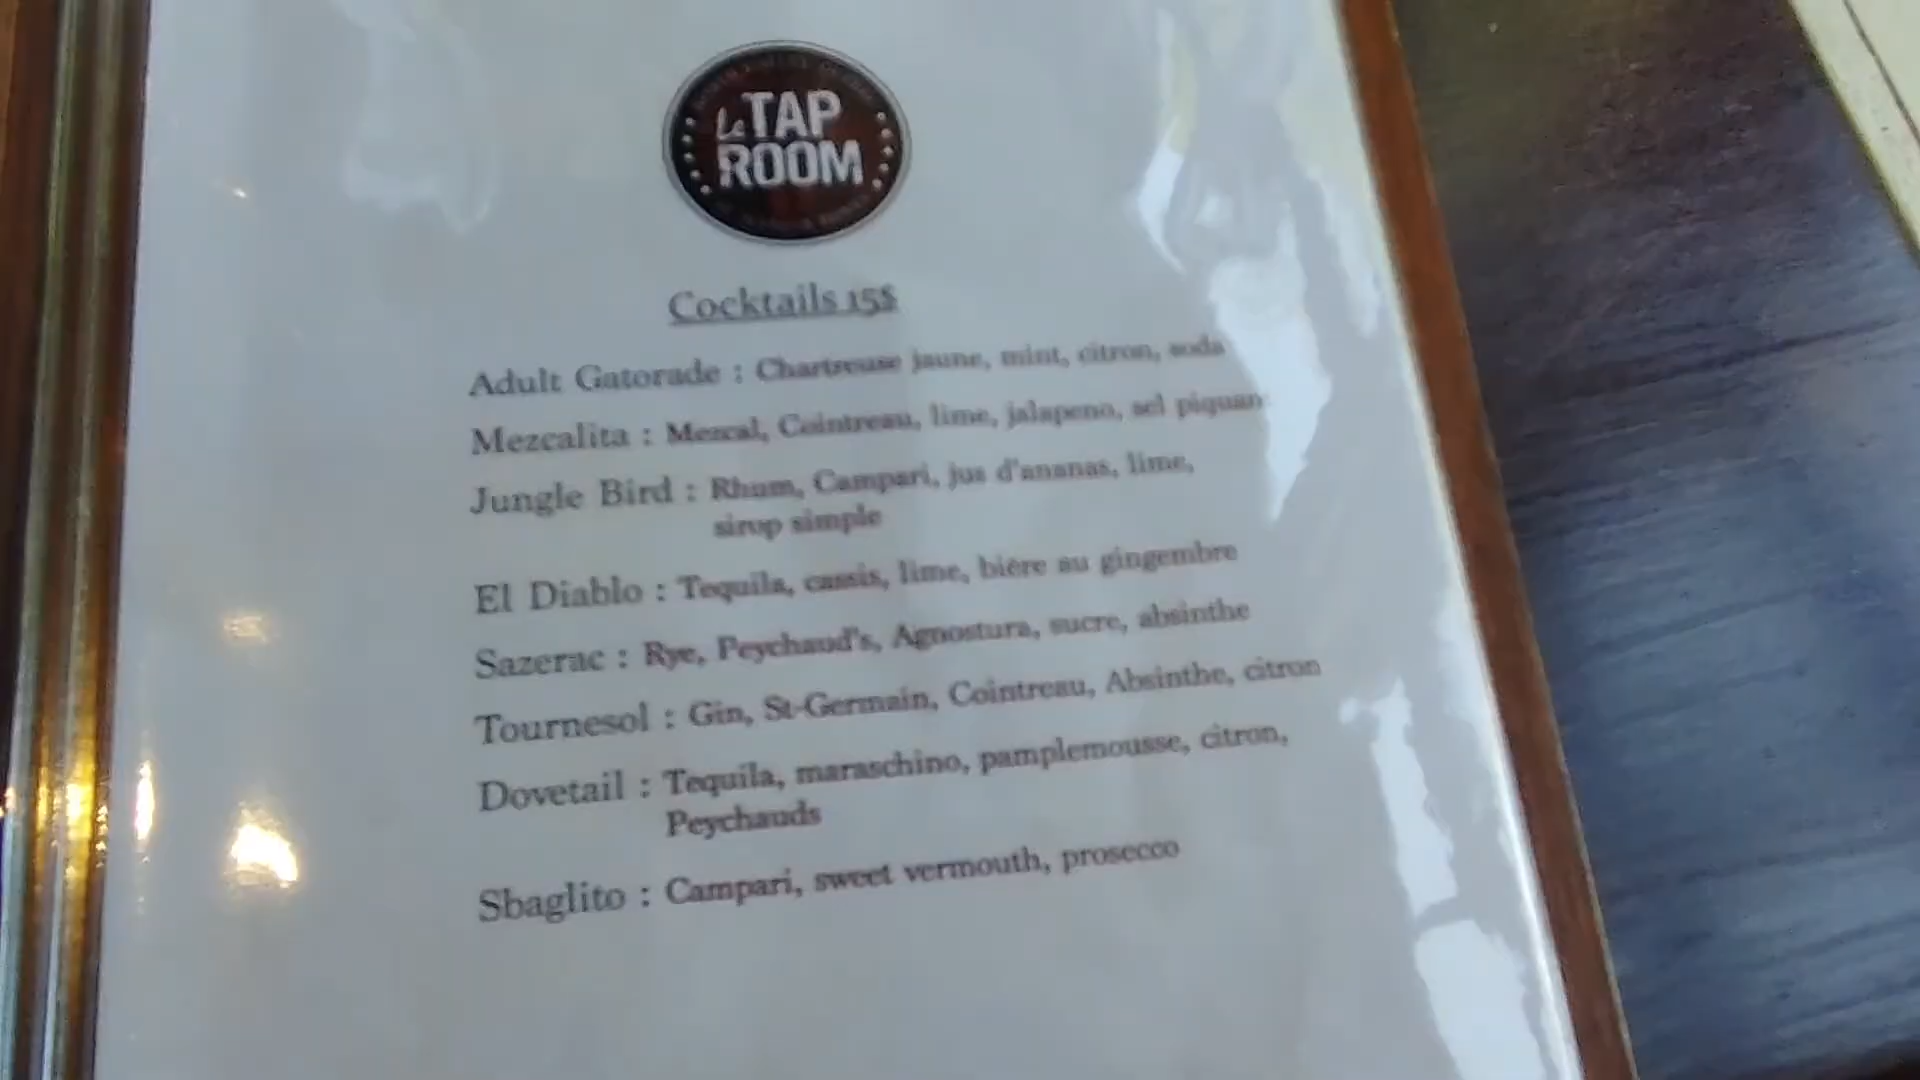 Le TAP
ROOM
Cocktails 15$
Adult Gatorade : Chartreuse jaune, mint, citron, soda
Mezcalita : Mezcal, Cointreau, lime, jalapeno, sel piquan
Jungle Bird : Rhum, Campari, jus d'ananas, lime,
sirop simple
El Diablo : Tequila, cassis, lime, bière au gingembre
Sazerac : Rye, Peychaud's, Agnostura, sucre, absinthe
Tournesol : Gin, St-Germain, Cointreau, Absinthe, citron
Dovetail : Tequila, maraschino, pamplemousse, citron,
Peychauds
Sbaglito : Campari, sweet vermouth, prosecco